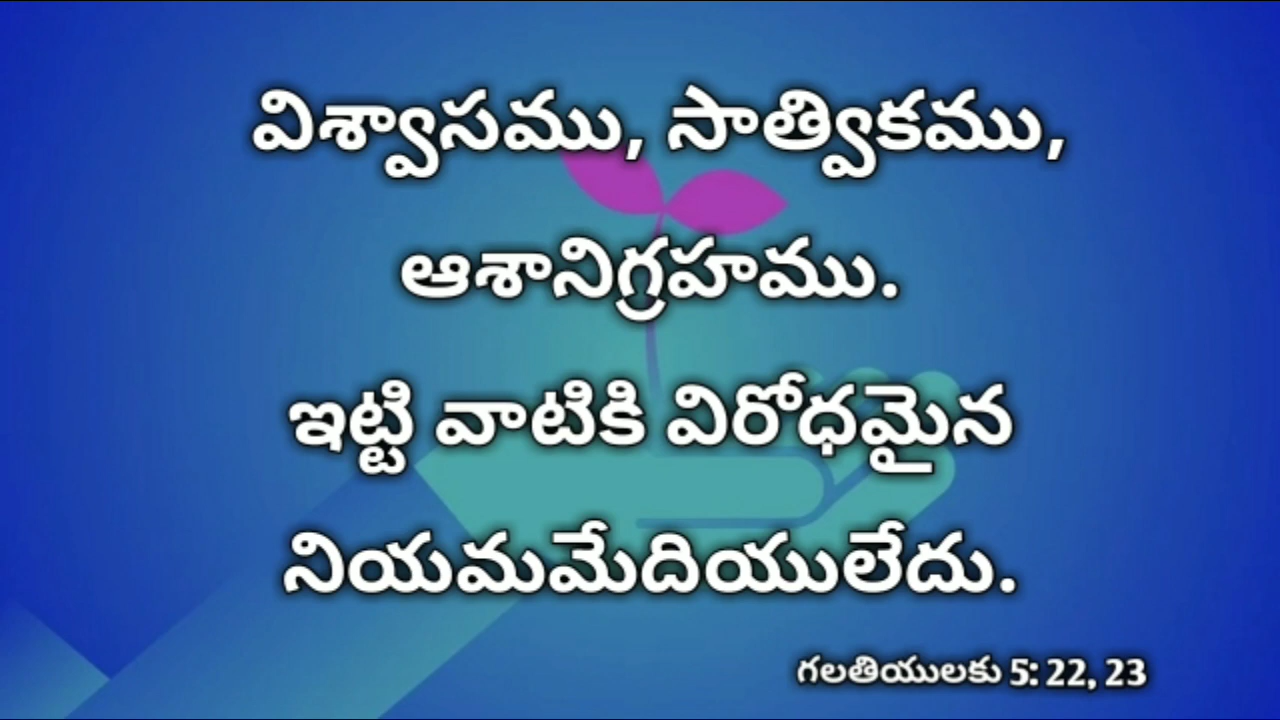 విశ్వాసము, సాత్వికము,
ఆశానిగ్రహము.
ఇట్టి వాటికి విరోధమైన
నియమమేదియులేదు.
గలతియులకు 5: 22, 23